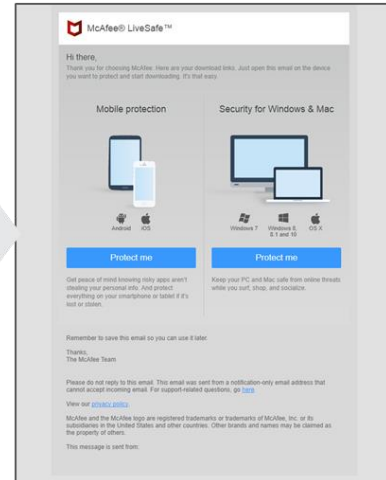 McAfee® LiveSafe™
Hi there,
Thank you for choosing McAfee. Here are your download links. Just open this email on the device
you want to protect and start downloading. It's that easy.
Mobile protection
Android iOS
Protect me
Get peace of mind knowing risky apps aren't
stealing your personal info. And protect
everything on your smartphone or tablet if it's
lost or stolen.
Security for Windows & Mac
Windows 7 Windows 8, OS X
8.1 and 10
Protect me
Keep your PC and Mac safe from online threats
while you surf, shop, and socialize.
Remember to save this email so you can use it later.
Thanks,
The McAfee Team
Please do not reply to this email. This email was sent from a notification-only email address that
cannot accept incoming email. For support-related questions, go here.
View our privacy policy.
McAfee and the McAfee logo are registered trademarks or trademarks of McAfee, Inc. or its
subsidiaries in the United States and other countries. Other brands and names may be claimed as
the property of others.
This message is sent from: